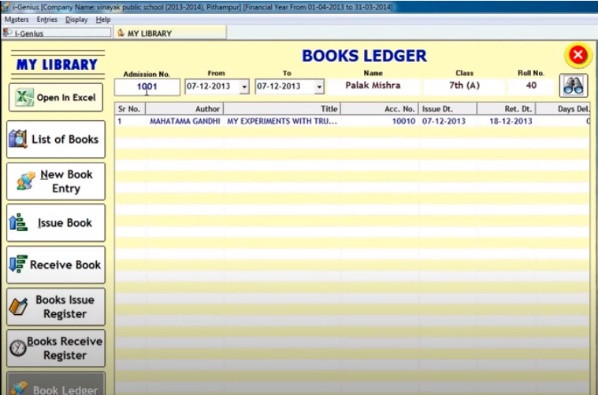 i-Genius [Company Name: vinayak public school (2013-2014), Pithampur] [Financial Year From 01-04-2013 to 31-03-2014]
Masters Entries Display Help
i-Genius MY LIBRARY
MY LIBRARY
Open In Excel
List of Books
New Book
Entry
Issue Book
Receive Book
Books Issue
Register
Books Receive
Register
Book Ledger
BOOKS LEDGER
Admission No. From To Name Class Roll No.
1001 07-12-2013 07-12-2013 Palak Mishra 7th (A) 40
Sr No. Author Title Acc. No. Issue Dt. Ret. Dt. Days Del.
1 MAHATAMA GANDHI MY EXPERIMENTS WITH TRU... 10010 07-12-2013 18-12-2013 0